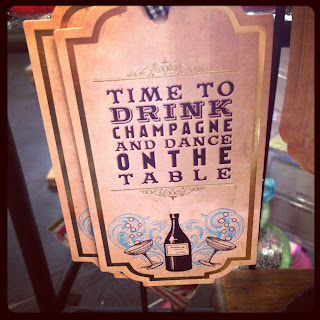 TIME TO
DRINK
CHAMPAGNE
AND DANCE
ON THE
TABLE